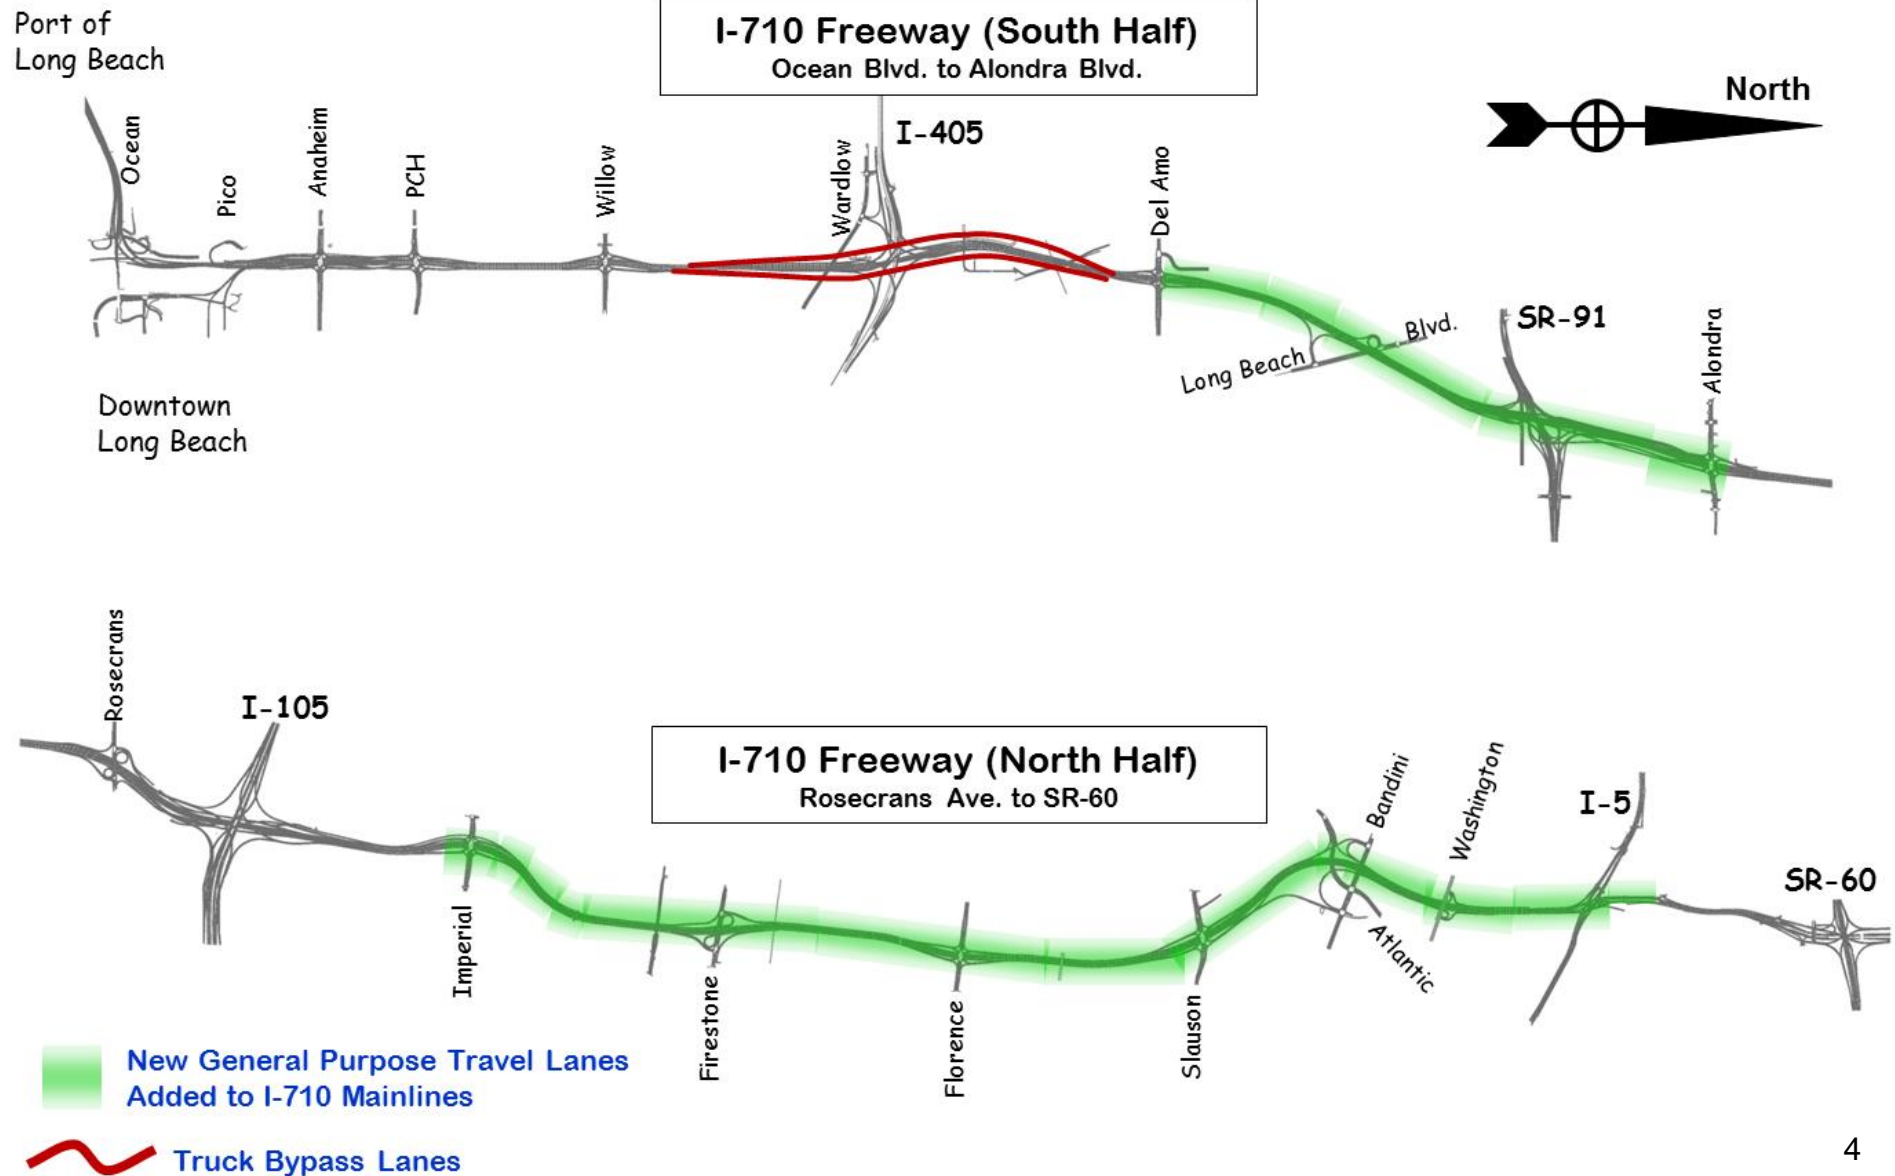 Port of
Long Beach
I-710 Freeway (South Half)
Ocean Blvd. to Alondra Blvd.
North
Ocean
Pico
Anaheim
PCH
Willow
Wardlow
I-405
Del Amo
Long Beach Blvd.
SR-91
Alondra
Downtown
Long Beach
Rosecrans
I-105
I-710 Freeway (North Half)
Rosecrans Ave. to SR-60
Imperial
Firestone
Florence
Slauson
Bandini
Atlantic
Washington
I-5
SR-60
New General Purpose Travel Lanes
Added to I-710 Mainlines
Truck Bypass Lanes
4